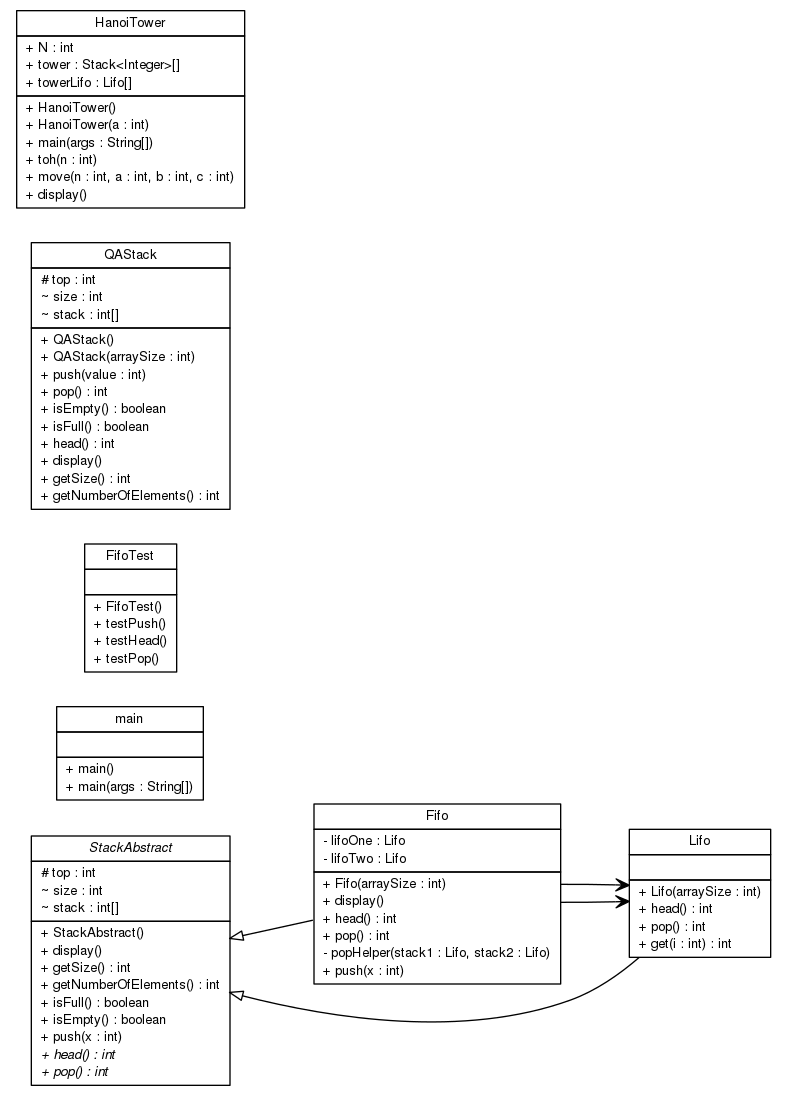 HanoiTower
+ N : int
+ tower : Stack<Integer>[]
+ towerLifo : Lifo[]
+ HanoiTower()
+ HanoiTower(a : int)
+ main(args : String[])
+ toh(n : int)
+ move(n : int, a : int, b : int, c : int)
+ display()
QAStack
# top : int
~ size : int
~ stack : int[]
+ QAStack()
+ QAStack(arraySize : int)
+ push(value : int)
+ pop() : int
+ isEmpty() : boolean
+ isFull() : boolean
+ head() : int
+ display()
+ getSize() : int
+ getNumberOfElements() : int
FifoTest
+ FifoTest()
+ testPush()
+ testHead()
+ testPop()
main
+ main()
+ main(args : String[])
StackAbstract
# top : int
~ size : int
~ stack : int[]
+ StackAbstract()
+ display()
+ getSize() : int
+ getNumberOfElements() : int
+ isFull() : boolean
+ isEmpty() : boolean
+ push(x : int)
+ head() : int
+ pop() : int
Fifo
- lifoOne : Lifo
- lifoTwo : Lifo
+ Fifo(arraySize : int)
+ display()
+ head() : int
+ pop() : int
- popHelper(stack1 : Lifo, stack2 : Lifo)
+ push(x : int)
Lifo
+ Lifo(arraySize : int)
+ head() : int
+ pop() : int
+ get(i : int) : int